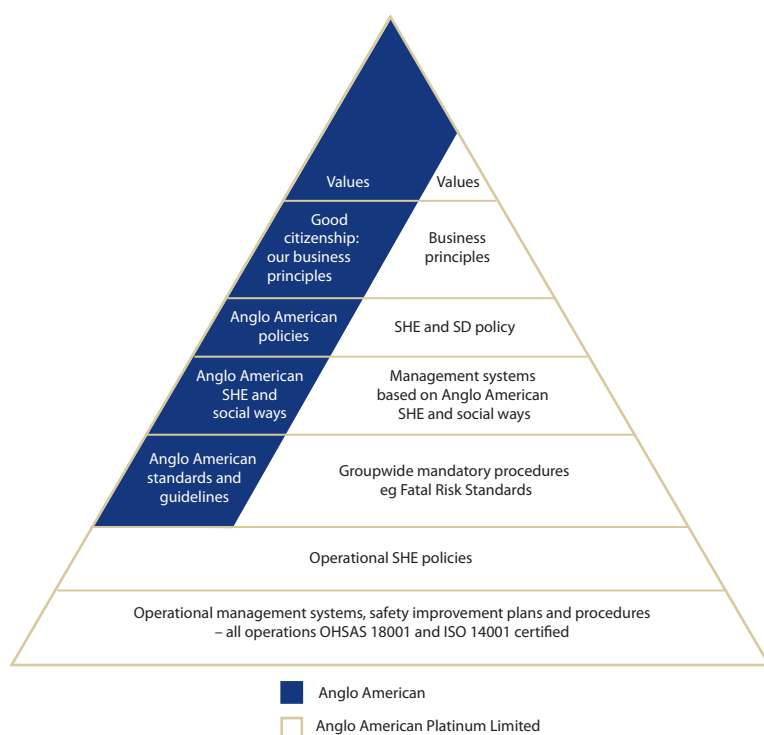 Values
Values
Good
citizenship:
our business
principles
Business
principles
Anglo American
policies
SHE and SD policy
Anglo American
SHE and
social ways
Management systems
based on Anglo American
SHE and social ways
Anglo American
standards and
guidelines
Groupwide mandatory procedures
eg Fatal Risk Standards
Operational SHE policies
Operational management systems, safety improvement plans and procedures
– all operations OHSAS 18001 and ISO 14001 certified
Anglo American
Anglo American Platinum Limited